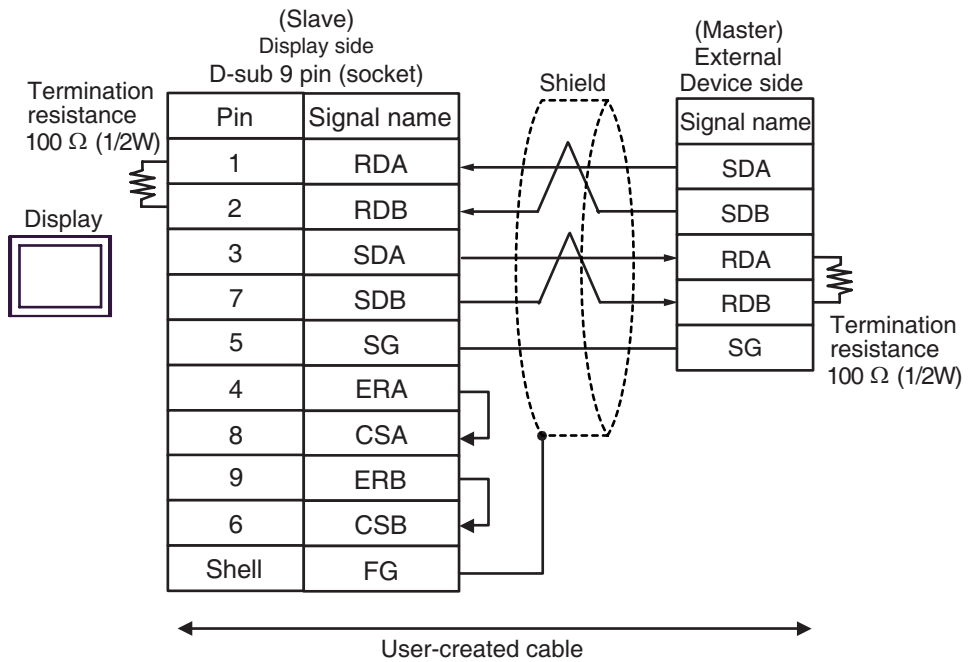 (Slave)
Display side
D-sub 9 pin (socket)
(Master)
External
Device side
Termination
resistance
100 Ω (1/2W)
Shield
Pin Signal name
Signal name
1 RDA
SDA
2 RDB
SDB
Display
3 SDA
RDA
7 SDB
RDB
5 SG
SG
Termination
resistance
100 Ω (1/2W)
4 ERA
8 CSA
9 ERB
6 CSB
Shell FG
User-created cable